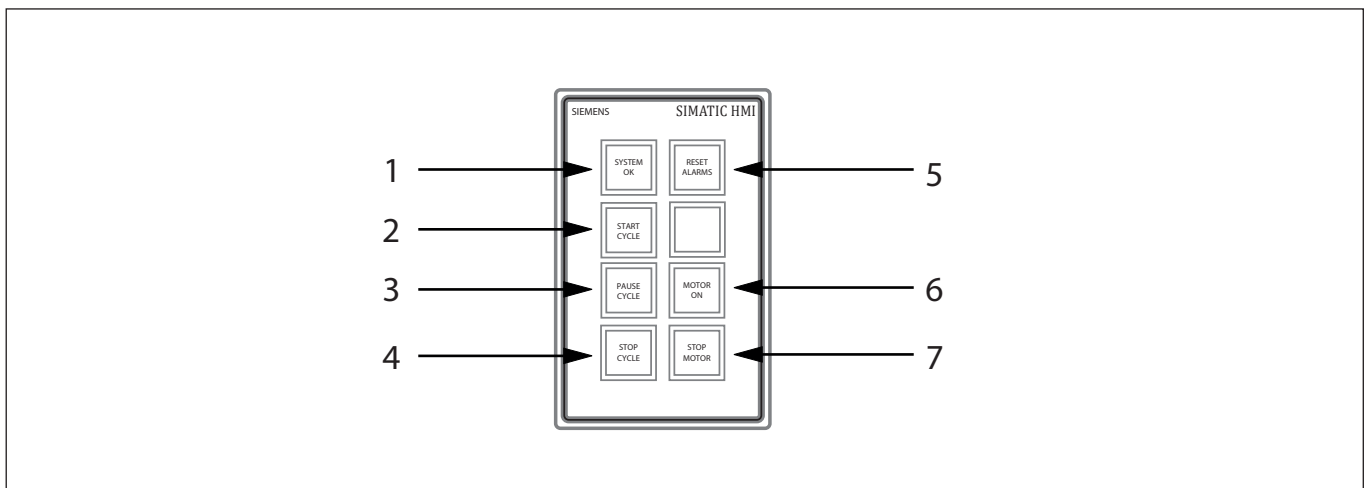 SIEMENS SIMATIC HMI
1 SYSTEM OK RESET ALARMS 5
2 START CYCLE
3 PAUSE CYCLE MOTOR ON 6
4 STOP CYCLE STOP MOTOR 7